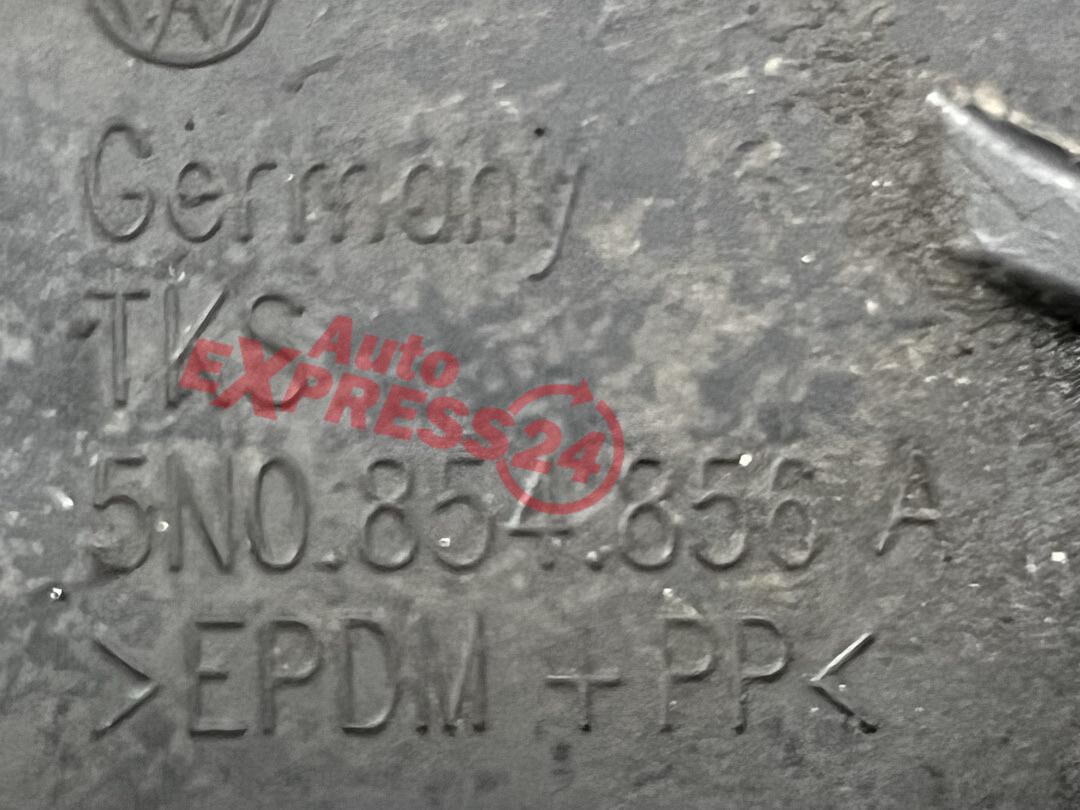 Germany
TKS
Auto
EXPRESS24
5N0.854.856 A
>EPDM + PP<